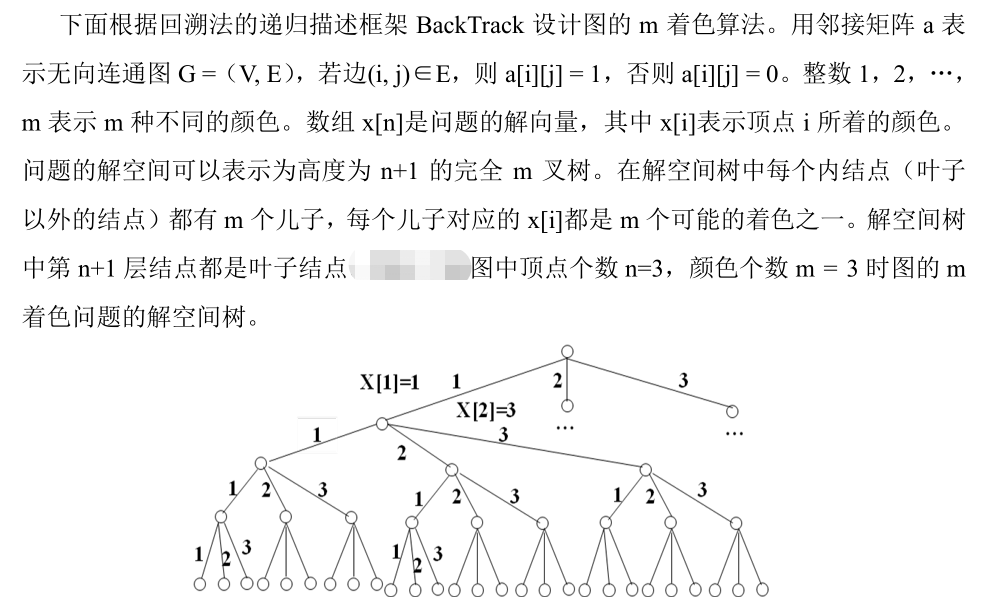 下面根据回溯法的递归描述框架 BackTrack 设计图的 m 着色算法。用邻接矩阵 a 表
示无向连通图 G =（V, E），若边(i, j)∈E，则 a[i][j] = 1，否则 a[i][j] = 0。整数 1，2，…，
m 表示 m 种不同的颜色。数组 x[n]是问题的解向量，其中 x[i]表示顶点 i 所着的颜色。
问题的解空间可以表示为高度为 n+1 的完全 m 叉树。在解空间树中每个内结点（叶子
以外的结点）都有 m 个儿子，每个儿子对应的 x[i]都是 m 个可能的着色之一。解空间树
中第 n+1 层结点都是叶子结点 图中顶点个数 n=3，颜色个数 m = 3 时图的 m
着色问题的解空间树。
X[1]=1 1 2 3
X[2]=3
... ...
1 2 3
1 2 3 1 2 3 1 2 3
1 2 3 1 2 3